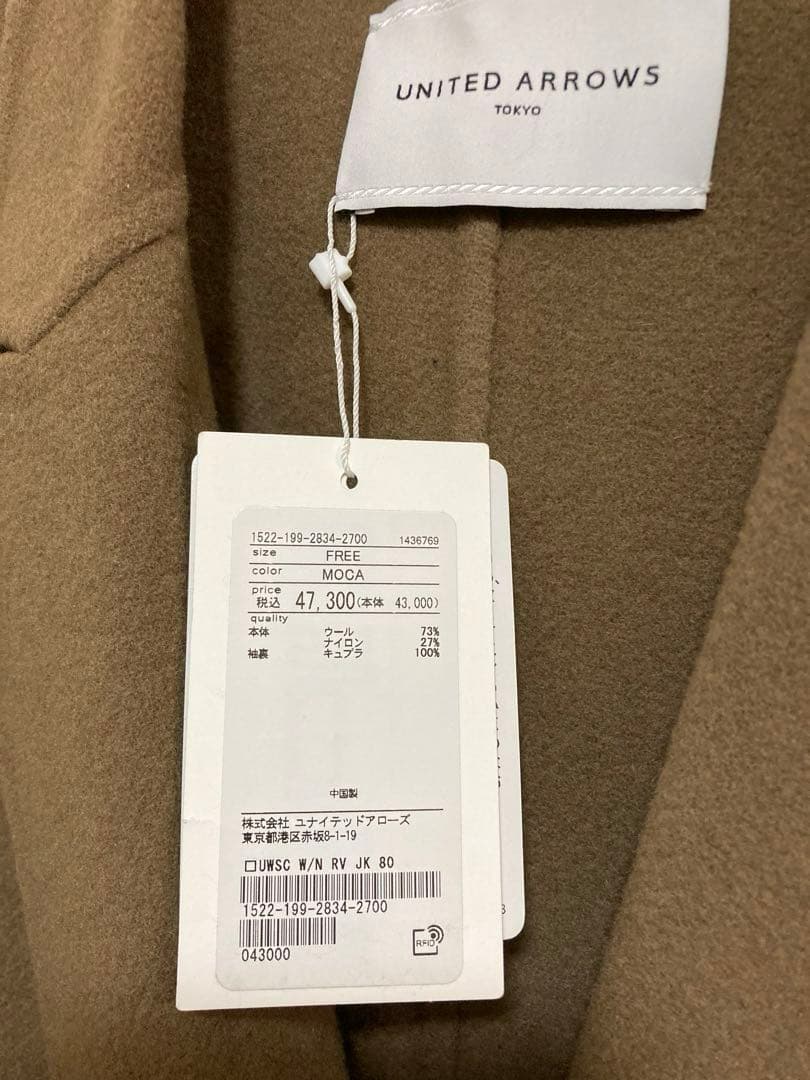 UNITED ARROWS
TOKYO
1522-199-2834-2700 1436769
size FREE
color MOCA
price
税込 47,300(本体 43,000)
quality
本体 ウール 73%
ナイロン 27%
袖裏 キュプラ 100%
中国製
株式会社 ユナイテッドアローズ
東京都港区赤坂8-1-19
□UWSC W/N RV JK 80
1522-199-2834-2700
043000
RFID